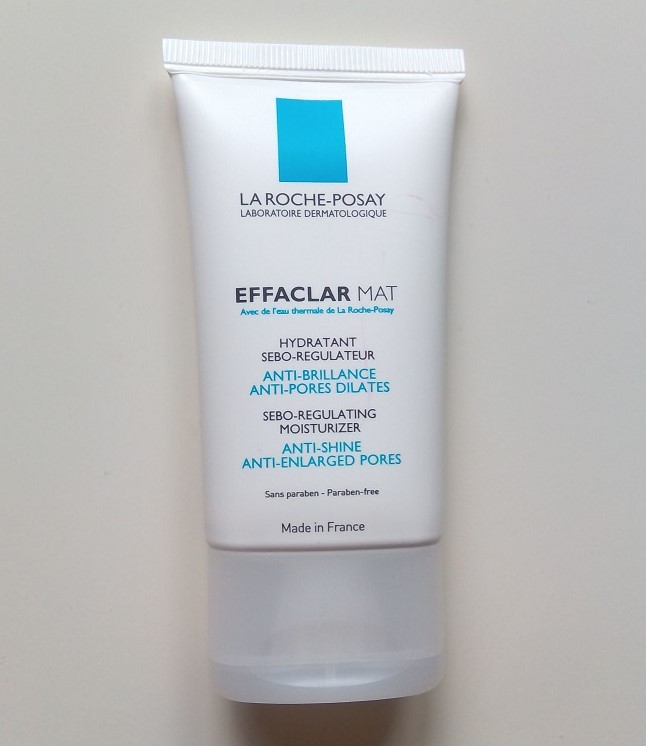 LA ROCHE-POSAY
LABORATOIRE DERMATOLOGIQUE
EFFACLAR MAT
Avec de l'eau thermale de La Roche-Posay
HYDRATANT
SEBO-REGULATEUR
ANTI-BRILLANCE
ANTI-PORES DILATES
SEBO-REGULATING
MOISTURIZER
ANTI-SHINE
ANTI-ENLARGED PORES
Sans paraben - Paraben-free
Made in France